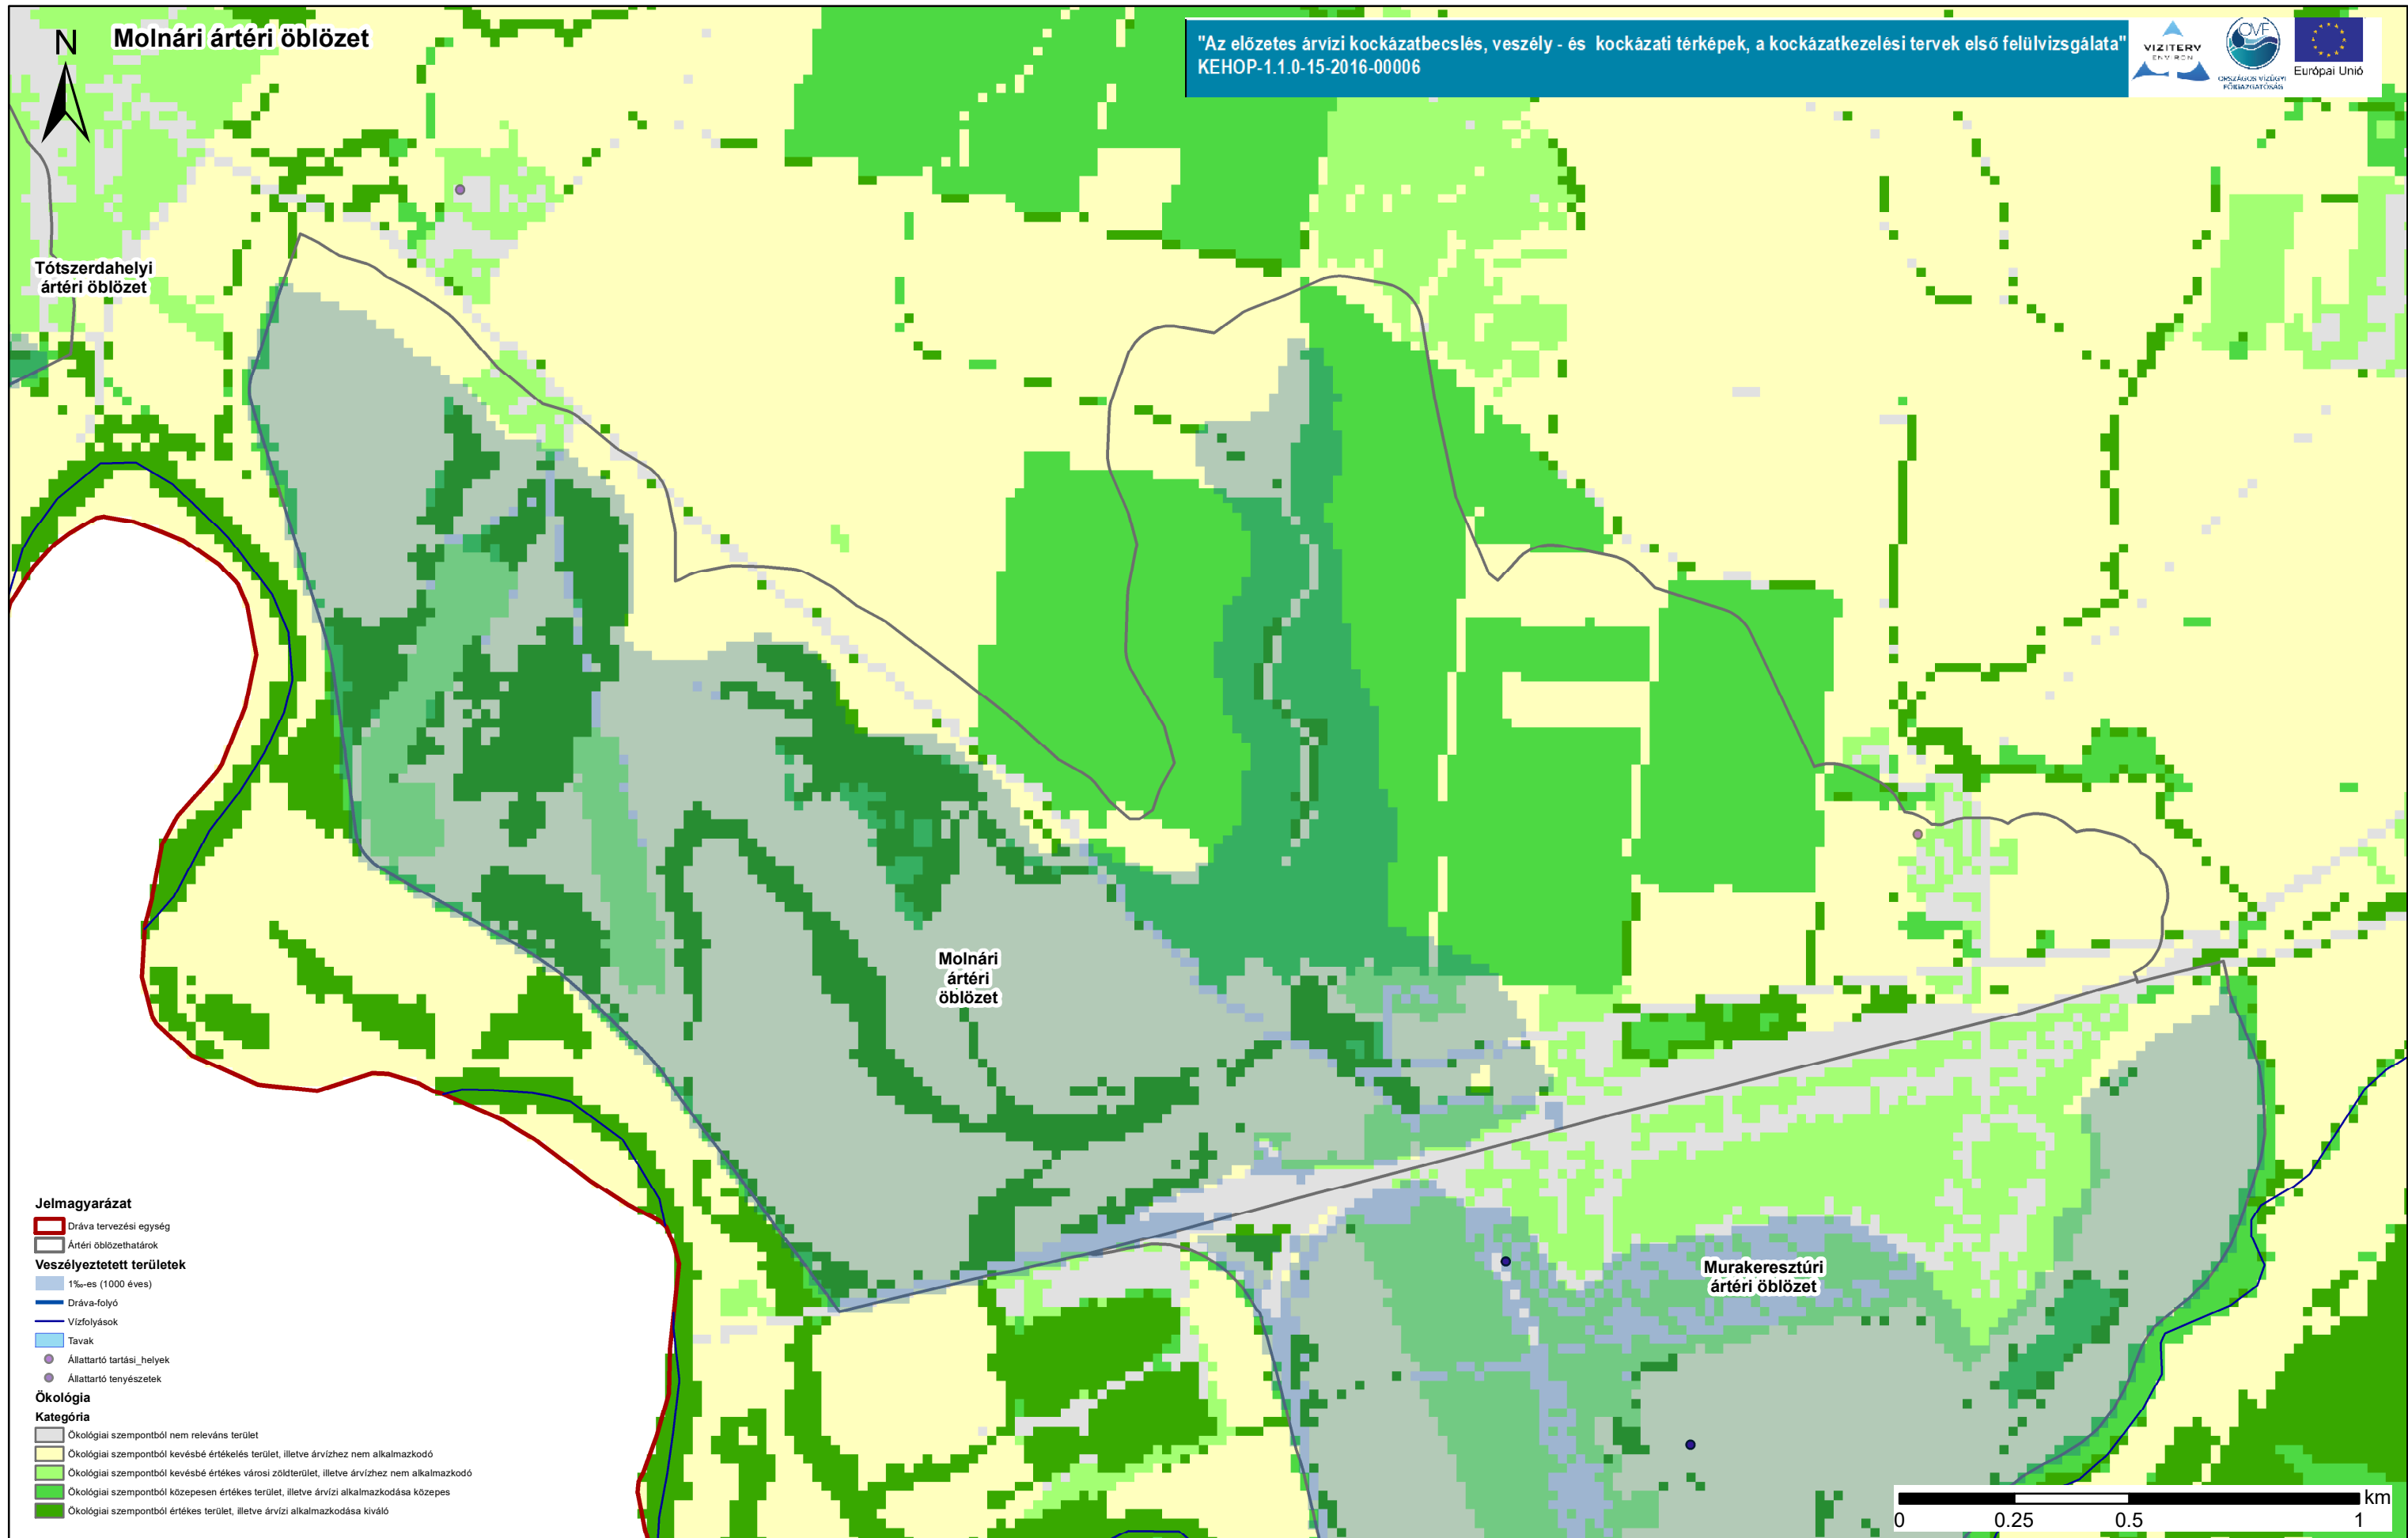 N
Molnári ártéri öblözet
"Az előzetes árvízi kockázatbecslés, veszély - és  kockázati térképek, a kockázatkezelési tervek első felülvizsgálata"
KEHOP-1.1.0-15-2016-00006
VIZITERV
ENVIRON
OVF
ORSZÁGOS VÍZÜGYI
FŐIGAZGATÓSÁG
Európai Unió
Tótszerdahelyi
ártéri öblözet
Molnári
ártéri
öblözet
Murakeresztúri
ártéri öblözet
Jelmagyarázat
Dráva tervezési egység
Ártéri öblözethatárok
Veszélyeztetett területek
1‰-es (1000 éves)
Dráva-folyó
Vízfolyások
Tavak
Állattartó tartási_helyek
Állattartó tenyészetek
Ökológia
Kategória
Ökológiai szempontból nem releváns terület
Ökológiai szempontból kevésbé értékelés terület, illetve árvízhez nem alkalmazkodó
Ökológiai szempontból kevésbé értékes városi zöldterület, illetve árvízhez nem alkalmazkodó
Ökológiai szempontból közepesen értékes terület, illetve árvízi alkalmazkodása közepes
Ökológiai szempontból értékes terület, illetve árvízi alkalmazkodása kiváló
km
0 0.25 0.5 1